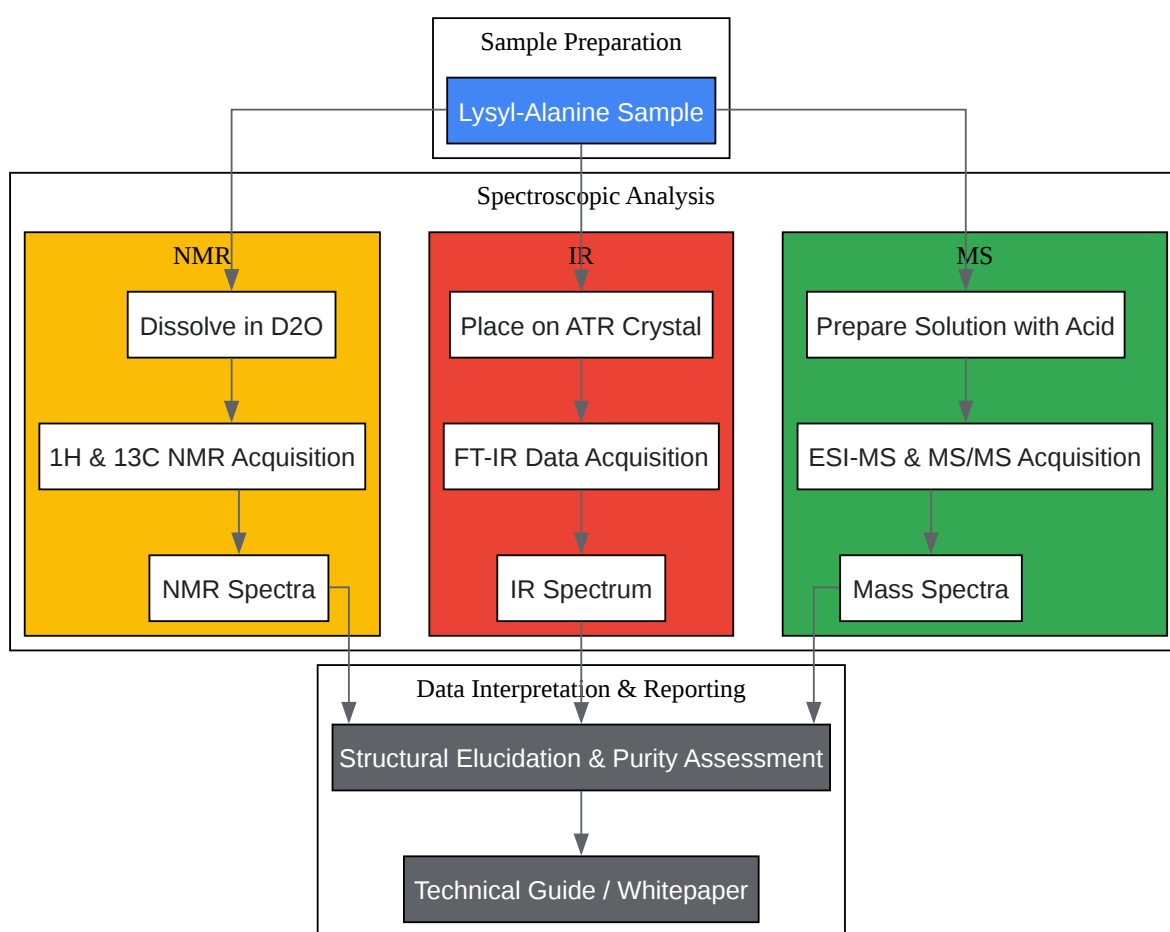 Sample Preparation
Lysyl-Alanine Sample
Spectroscopic Analysis
NMR
Dissolve in D2O
1H & 13C NMR Acquisition
NMR Spectra
IR
Place on ATR Crystal
FT-IR Data Acquisition
IR Spectrum
MS
Prepare Solution with Acid
ESI-MS & MS/MS Acquisition
Mass Spectra
Data Interpretation & Reporting
Structural Elucidation & Purity Assessment
Technical Guide / Whitepaper